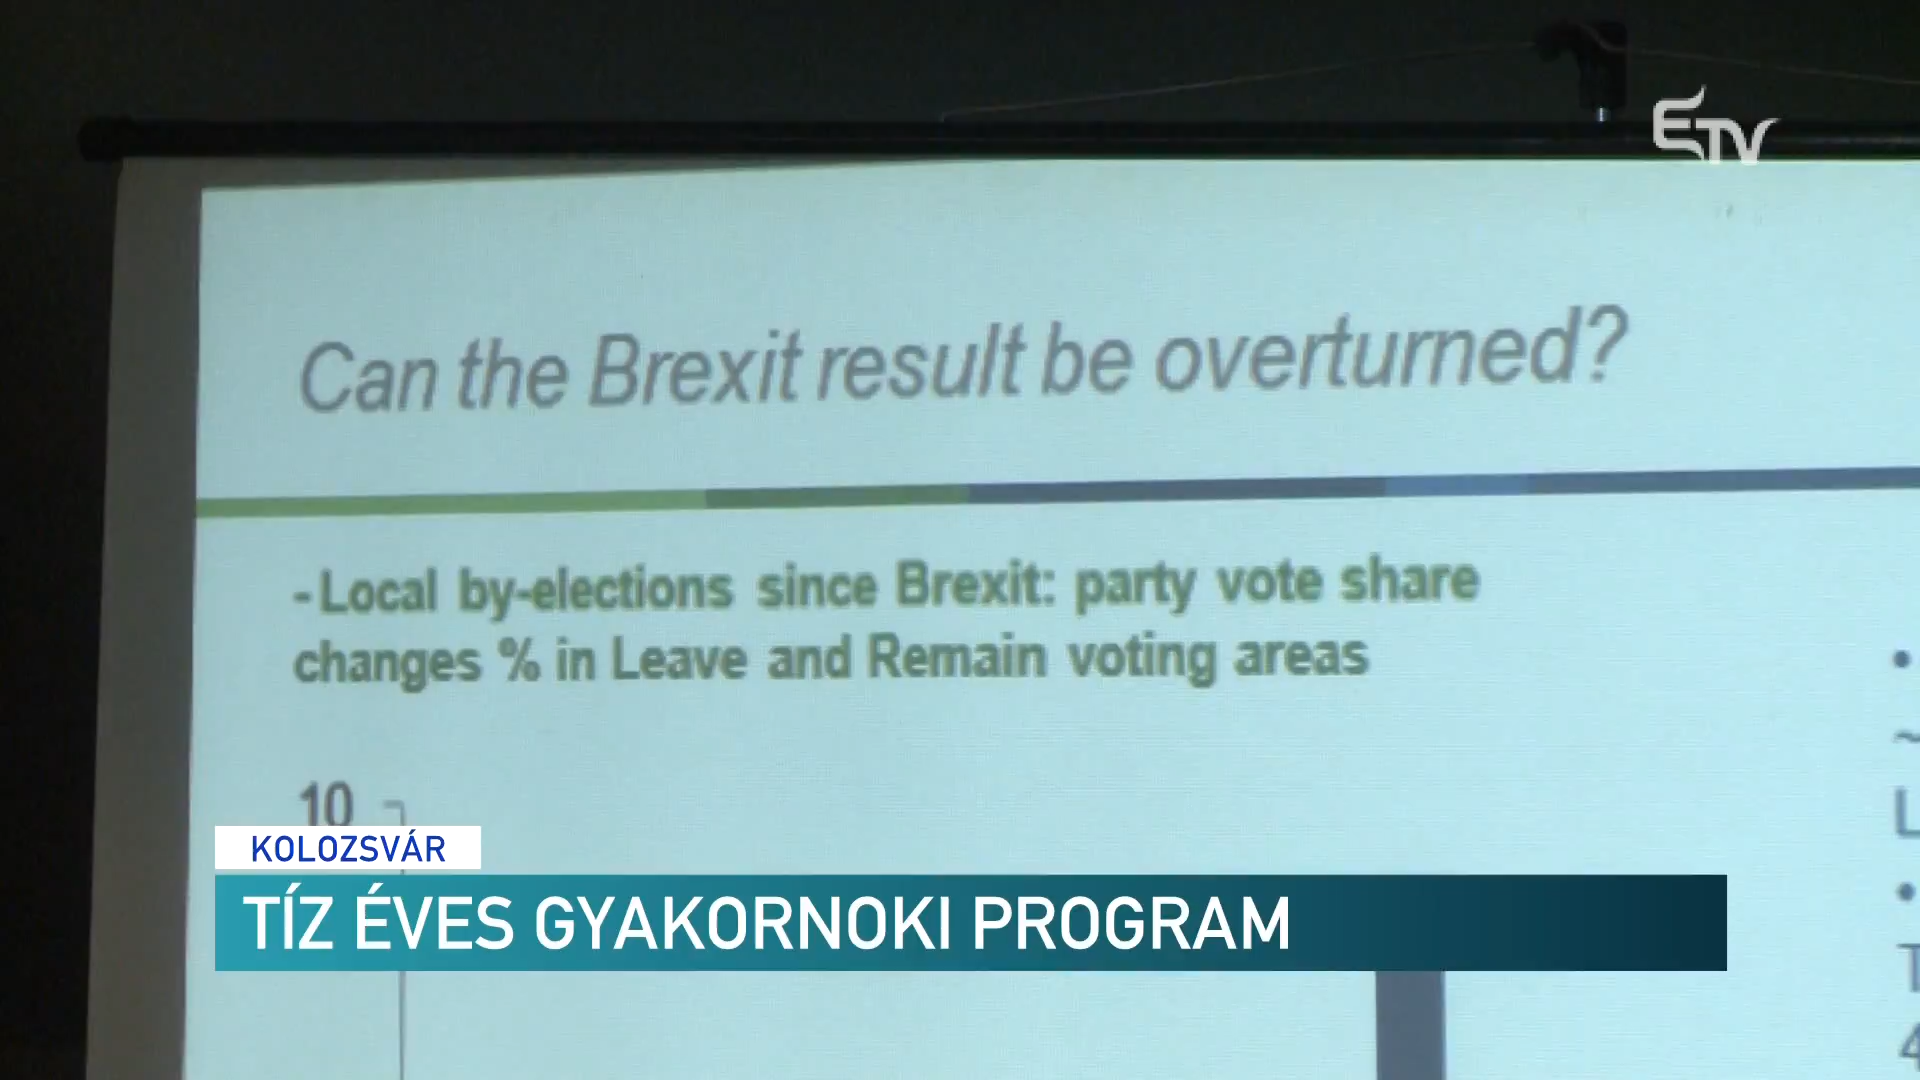 ETV
Can the Brexit result be overturned?
- Local by-elections since Brexit: party vote share
changes % in Leave and Remain voting areas
10
KOLOZSVÁR
TÍZ ÉVES GYAKORNOKI PROGRAM